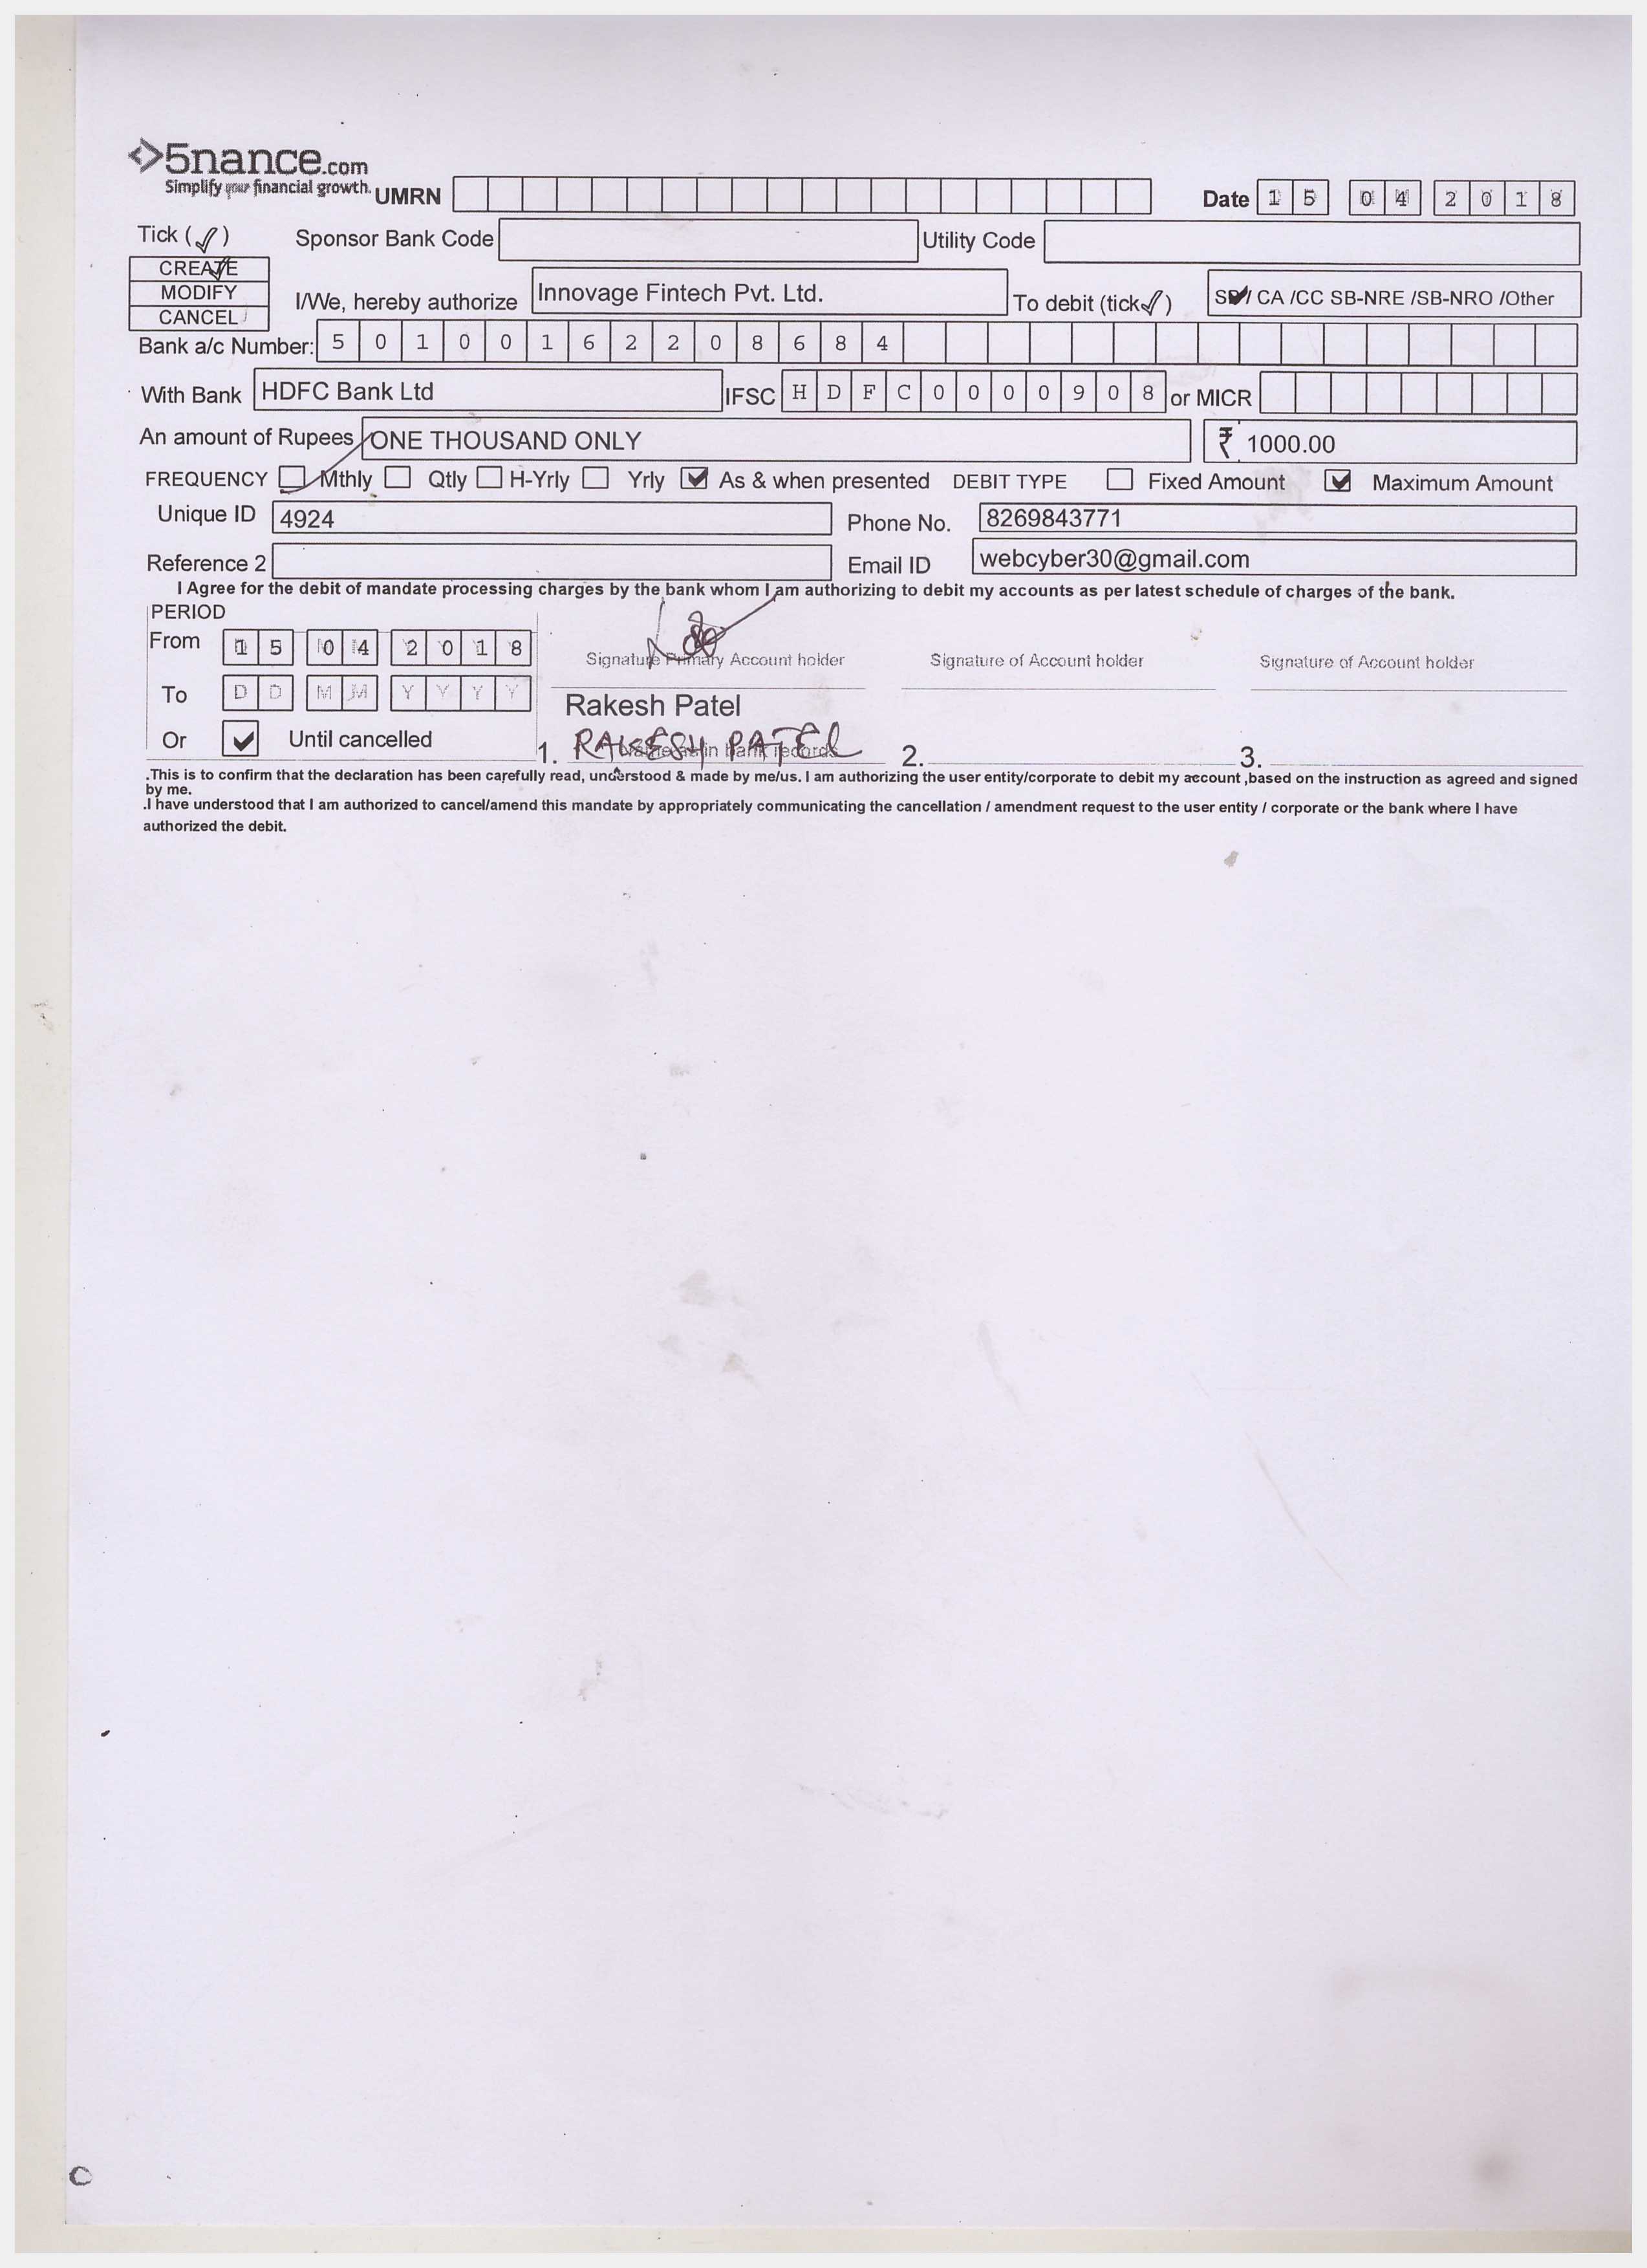 5nance.com
Simplify your financial growth. UMRN Date 1 5 0 4 2 0 1 8
Tick ( ) Sponsor Bank Code Utility Code
CREATE
MODIFY
CANCEL
I/We, hereby authorize Innovage Fintech Pvt. Ltd. To debit (tick ) SB/ CA /CC SB-NRE /SB-NRO /Other
Bank a/c Number: 5 0 1 0 0 1 6 2 2 0 8 6 8 4
With Bank HDFC Bank Ltd IFSC H D F C 0 0 0 0 9 0 8 or MICR
An amount of Rupees ONE THOUSAND ONLY ₹ 1000.00
FREQUENCY Mthly Qtly H-Yrly Yrly As & when presented DEBIT TYPE Fixed Amount Maximum Amount
Unique ID 4924 Phone No. 8269843771
Reference 2 Email ID webcyber30@gmail.com
I Agree for the debit of mandate processing charges by the bank whom I am authorizing to debit my accounts as per latest schedule of charges of the bank.
PERIOD
From 1 5 0 4 2 0 1 8
Signature Primary Account holder Signature of Account holder Signature of Account holder
To D D M M Y Y Y Y
Rakesh Patel
Or Until cancelled
1. RAKESH PATEL Name as in bank records 2. 3.
.This is to confirm that the declaration has been carefully read, understood & made by me/us. I am authorizing the user entity/corporate to debit my account ,based on the instruction as agreed and signed
by me.
.I have understood that I am authorized to cancel/amend this mandate by appropriately communicating the cancellation / amendment request to the user entity / corporate or the bank where I have
authorized the debit.